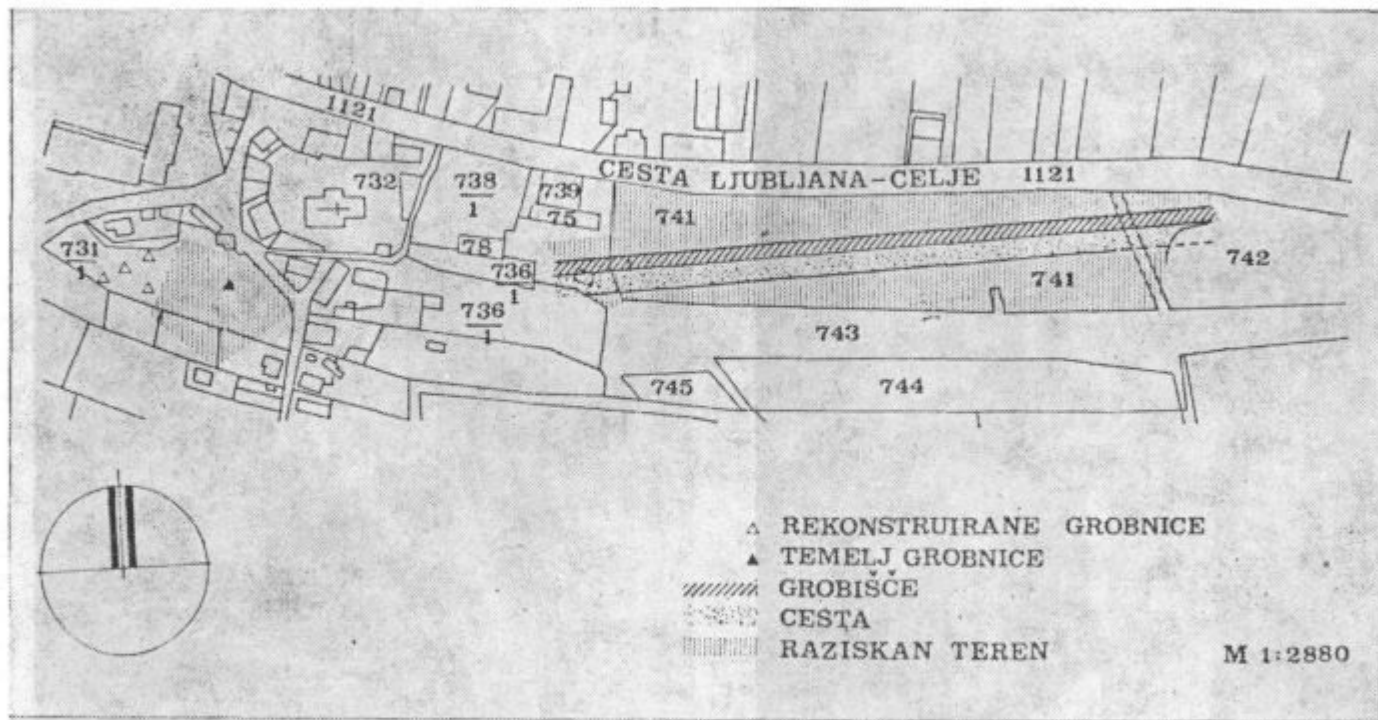 1121
CESTA LJUBLJANA-CELJE 1121
732
738
1
739
75
741
78
731
1
736
1
742
741
736
1
743
745
744
REKONSTRUIRANE GROBNICE
TEMELJ GROBNICE
GROBIŠČE
CESTA
RAZISKAN TEREN
M 1:2880